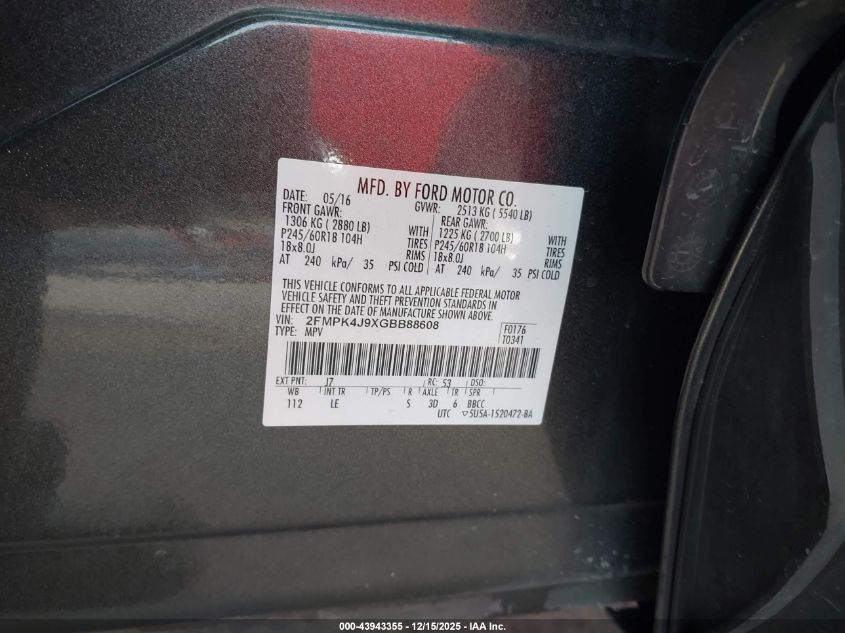 MFD. BY FORD MOTOR CO.
DATE: 05/16 GVWR: 2513 KG ( 5540 LB)
FRONT GAWR: REAR GAWR:
1306 KG ( 2880 LB) WITH 1225 KG ( 2700 LB) WITH
P245/60R18 104H TIRES P245/60R18 104H TIRES
18x8.0J RIMS 18x8.0J RIMS
AT 240 kPa/ 35 PSI COLD AT 240 kPa/ 35 PSI COLD
THIS VEHICLE CONFORMS TO ALL APPLICABLE FEDERAL MOTOR
VEHICLE SAFETY AND THEFT PREVENTION STANDARDS IN
EFFECT ON THE DATE OF MANUFACTURE SHOWN ABOVE.
VIN: 2FMPK4J9XGBB88608 F0176
TYPE: MPV T0341
EXT PNT: J7 RC: 53 DSO:
WB INT TR TP/PS R AXLE TR SPR
112 LE 5 3D 6 BBCC
UTC ▽5U5A-1520472-BA
000-43943355 - 12/15/2025 - IAA Inc.